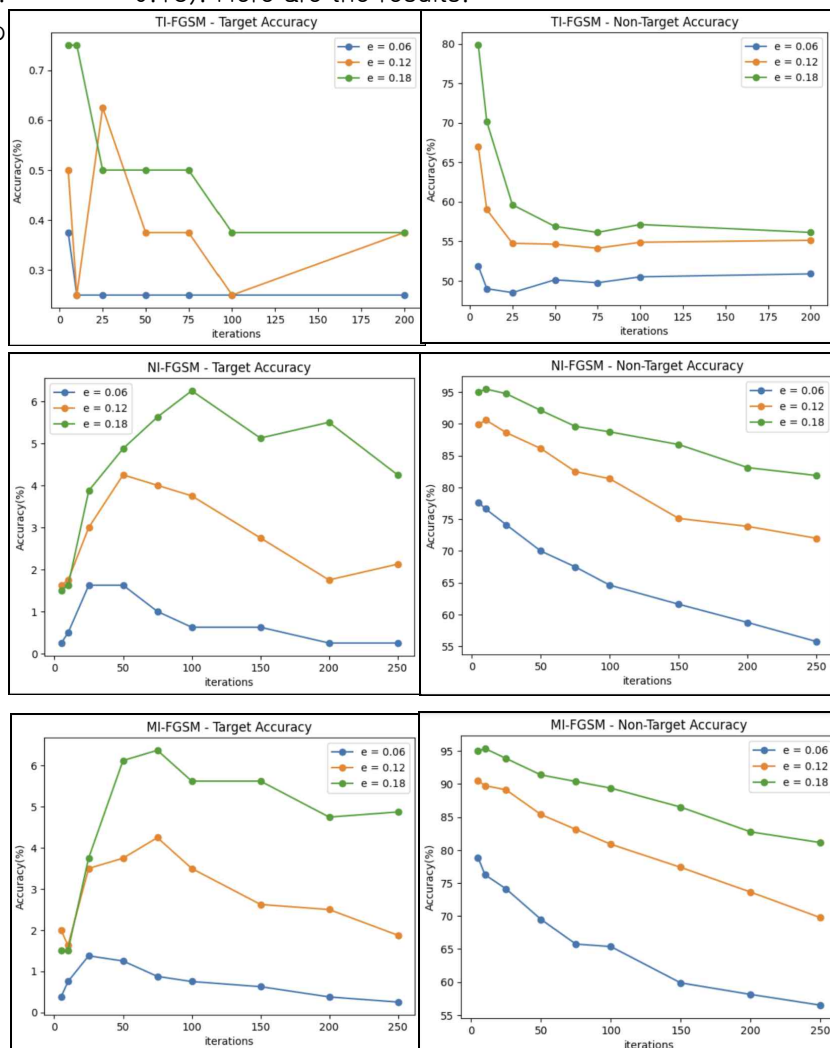 TI-FGSM - Target Accuracy
Accuracy(%)
0.7
0.6
0.5
0.4
0.3
0 25 50 75 100 125 150 175 200
iterations
e = 0.06
e = 0.12
e = 0.18
TI-FGSM - Non-Target Accuracy
Accuracy(%)
80
75
70
65
60
55
50
0 25 50 75 100 125 150 175 200
iterations
e = 0.06
e = 0.12
e = 0.18
NI-FGSM - Target Accuracy
Accuracy(%)
6
5
4
3
2
1
0
0 50 100 150 200 250
iterations
e = 0.06
e = 0.12
e = 0.18
NI-FGSM - Non-Target Accuracy
Accuracy(%)
95
90
85
80
75
70
65
60
55
0 50 100 150 200 250
iterations
e = 0.06
e = 0.12
e = 0.18
MI-FGSM - Target Accuracy
Accuracy(%)
6
5
4
3
2
1
0
0 50 100 150 200 250
iterations
e = 0.06
e = 0.12
e = 0.18
MI-FGSM - Non-Target Accuracy
Accuracy(%)
95
90
85
80
75
70
65
60
55
0 50 100 150 200 250
iterations
e = 0.06
e = 0.12
e = 0.18